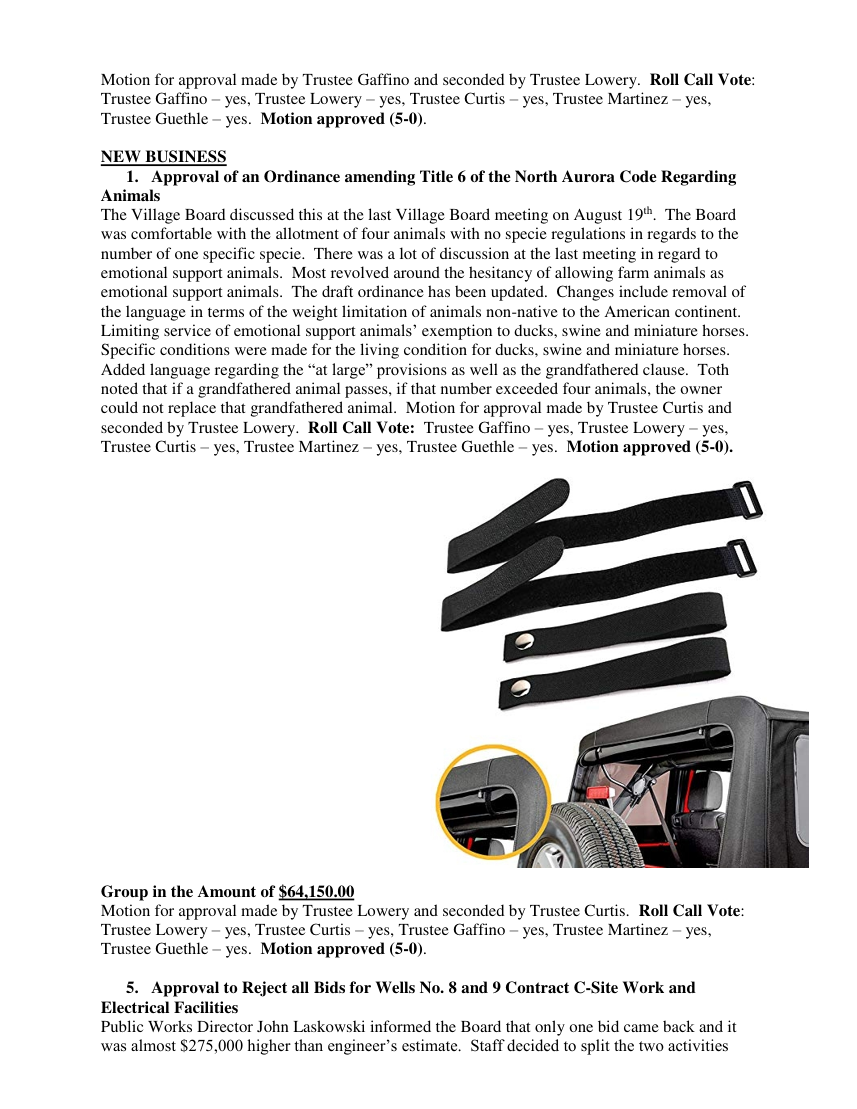 Motion for approval made by Trustee Gaffino and seconded by Trustee Lowery.  Roll Call Vote:
Trustee Gaffino – yes, Trustee Lowery – yes, Trustee Curtis – yes, Trustee Martinez – yes,
Trustee Guethle – yes.  Motion approved (5-0).
NEW BUSINESS
1.   Approval of an Ordinance amending Title 6 of the North Aurora Code Regarding
Animals
The Village Board discussed this at the last Village Board meeting on August 19th.  The Board
was comfortable with the allotment of four animals with no specie regulations in regards to the
number of one specific specie.  There was a lot of discussion at the last meeting in regard to
emotional support animals.  Most revolved around the hesitancy of allowing farm animals as
emotional support animals.  The draft ordinance has been updated.  Changes include removal of
the language in terms of the weight limitation of animals non-native to the American continent.
Limiting service of emotional support animals’ exemption to ducks, swine and miniature horses.
Specific conditions were made for the living condition for ducks, swine and miniature horses.
Added language regarding the “at large” provisions as well as the grandfathered clause.  Toth
noted that if a grandfathered animal passes, if that number exceeded four animals, the owner
could not replace that grandfathered animal.  Motion for approval made by Trustee Curtis and
seconded by Trustee Lowery.  Roll Call Vote:  Trustee Gaffino – yes, Trustee Lowery – yes,
Trustee Curtis – yes, Trustee Martinez – yes, Trustee Guethle – yes.  Motion approved (5-0).
Group in the Amount of $64,150.00
Motion for approval made by Trustee Lowery and seconded by Trustee Curtis.  Roll Call Vote:
Trustee Lowery – yes, Trustee Curtis – yes, Trustee Gaffino – yes, Trustee Martinez – yes,
Trustee Guethle – yes.  Motion approved (5-0).
5.   Approval to Reject all Bids for Wells No. 8 and 9 Contract C-Site Work and
Electrical Facilities
Public Works Director John Laskowski informed the Board that only one bid came back and it
was almost $275,000 higher than engineer’s estimate.  Staff decided to split the two activities